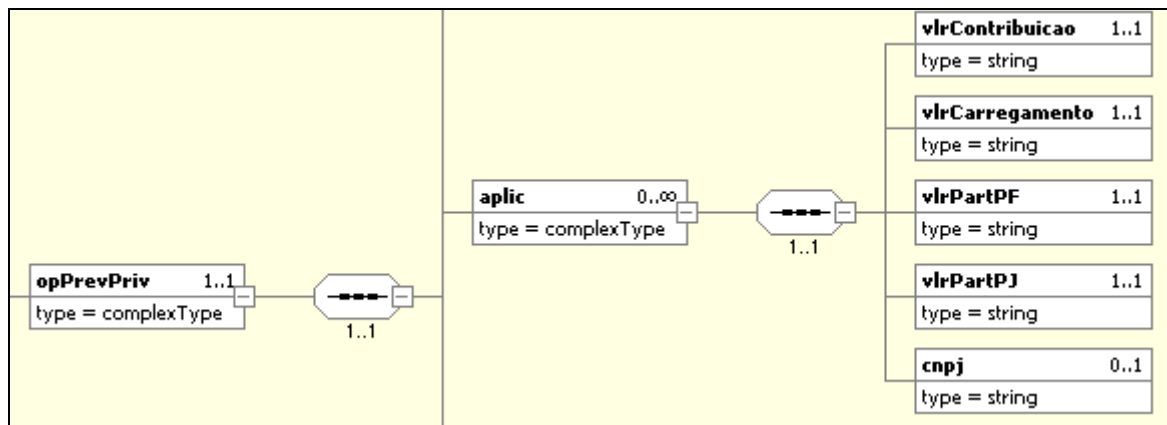 vlrContribuicao 1..1
type = string
vlrCarregamento 1..1
type = string
aplic 0..∞
type = complexType
1..1
vlrPartPF 1..1
type = string
opPrevPriv 1..1
type = complexType
1..1
vlrPartPJ 1..1
type = string
cnpj 0..1
type = string